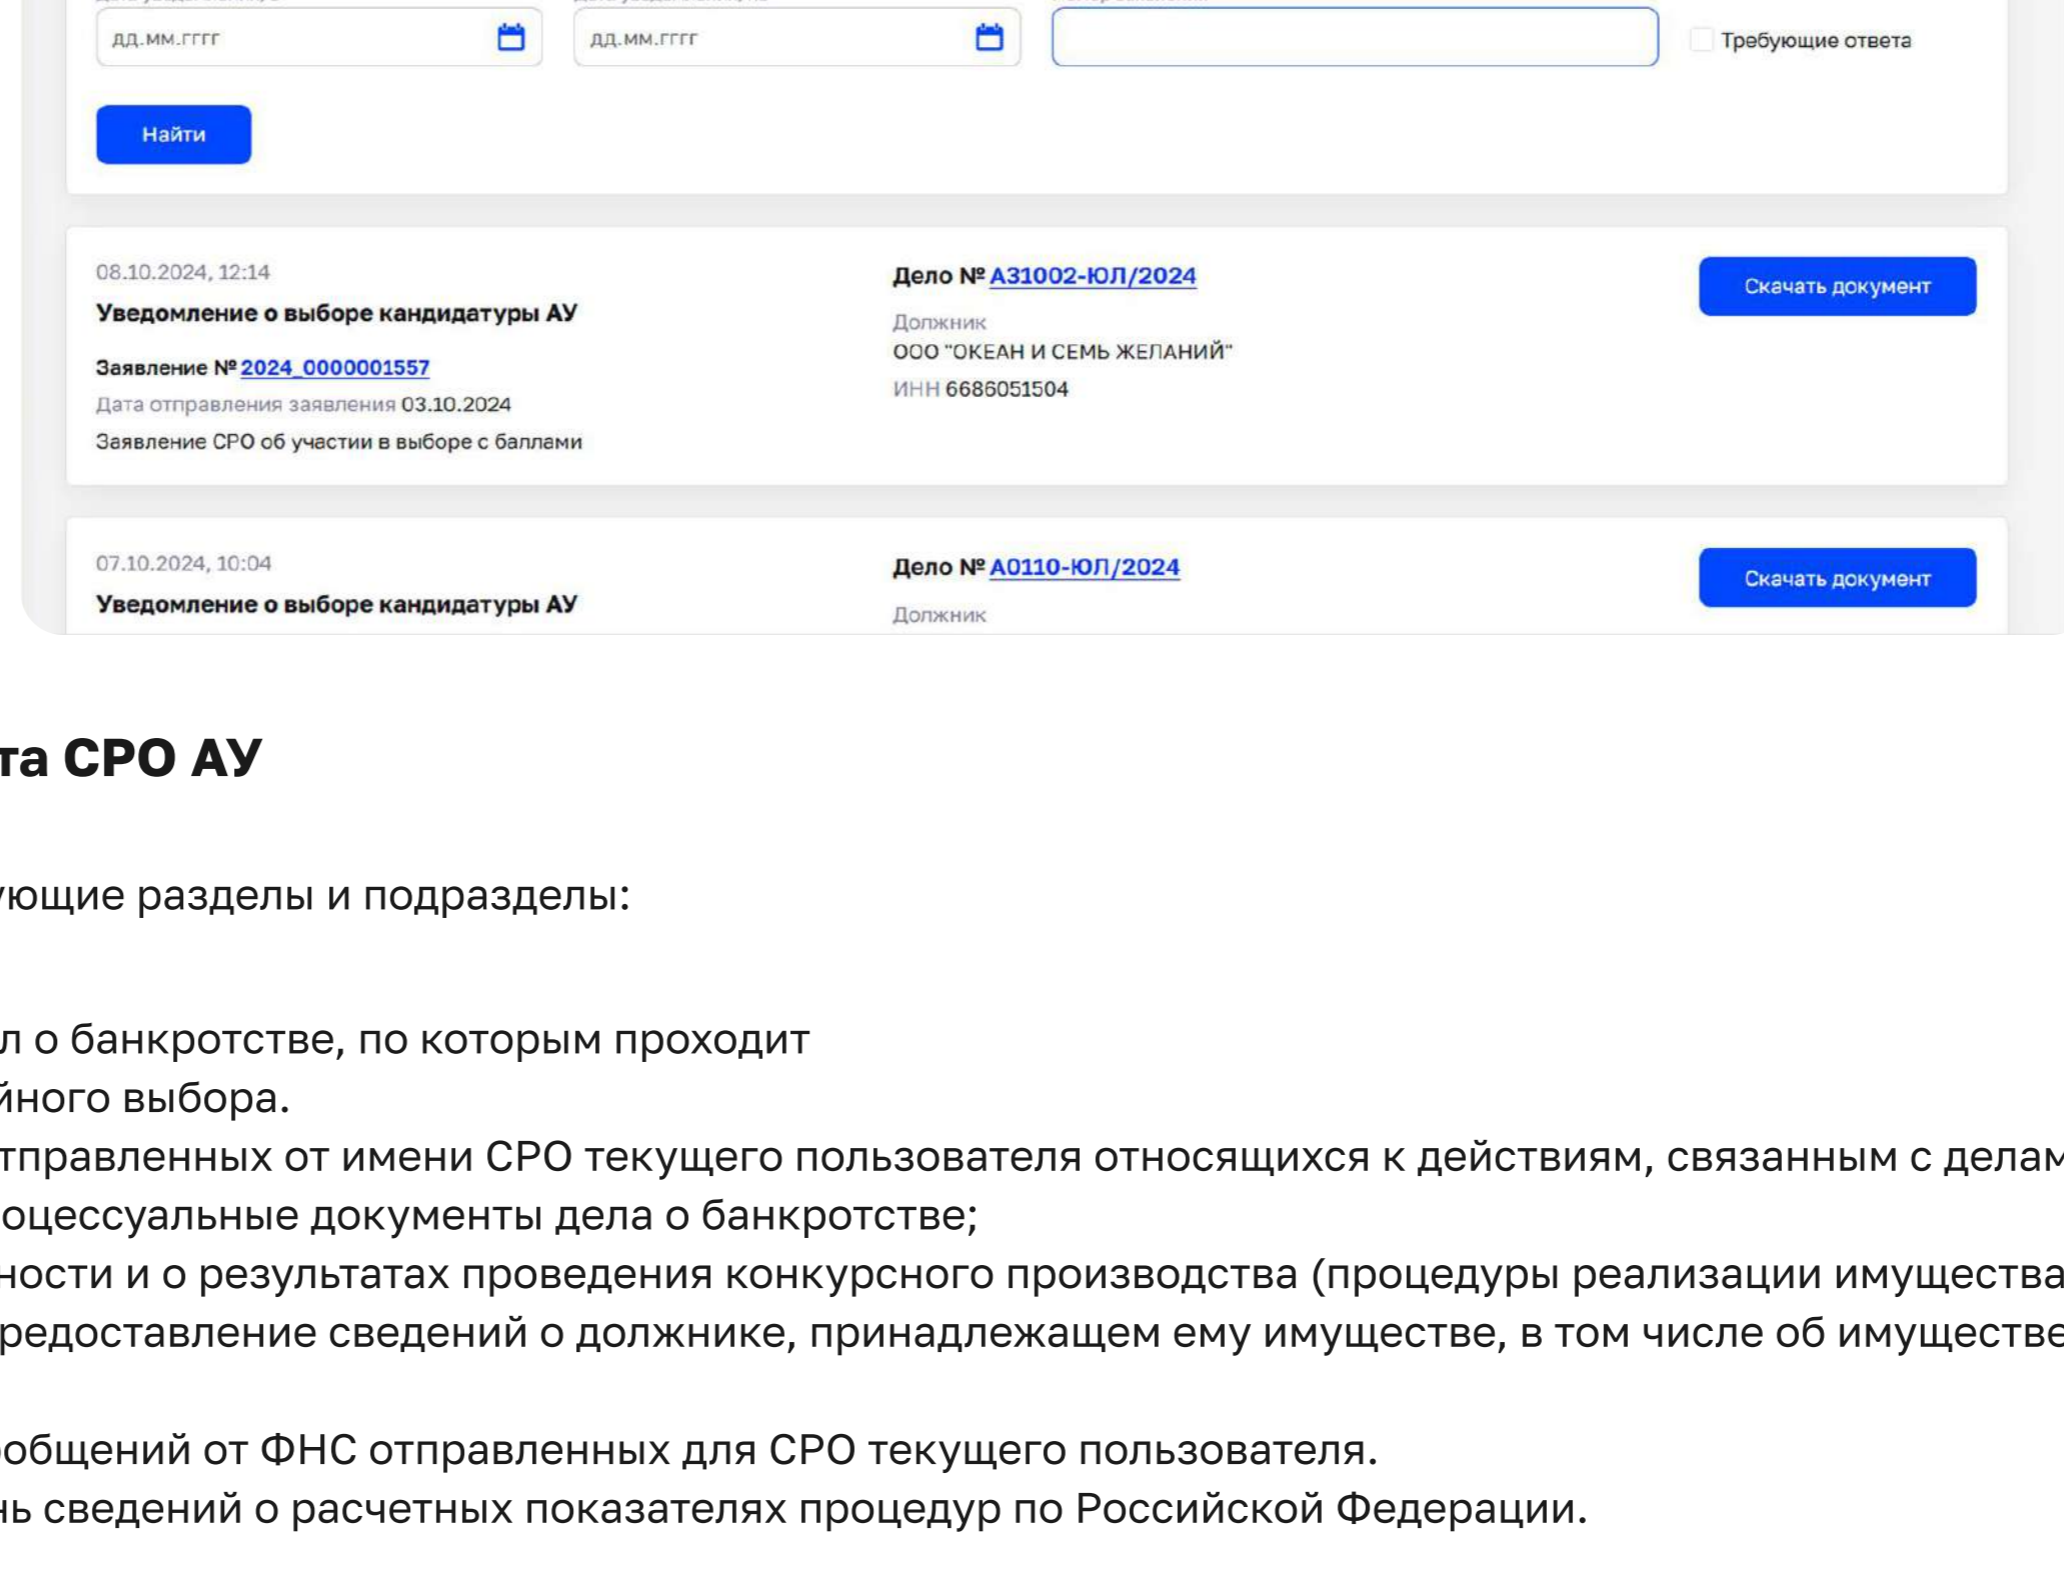 дд.мм.гггг
дд.мм.гггг
Требующие ответа
Найти
08.10.2024, 12:14
Уведомление о выборе кандидатуры АУ
Заявление № 2024_0000001557
Дата отправления заявления 03.10.2024
Заявление СРО об участии в выборе с баллами
Дело № А31002-ЮЛ/2024
Должник
ООО "ОКЕАН И СЕМЬ ЖЕЛАНИЙ"
ИНН 6686051504
Скачать документ
07.10.2024, 10:04
Уведомление о выборе кандидатуры АУ
Дело № А0110-ЮЛ/2024
Должник
Скачать документ
та СРО АУ
ующие разделы и подразделы:
л о банкротстве, по которым проходит
йного выбора.
тправленных от имени СРО текущего пользователя относящихся к действиям, связанным с делам
оцессуальные документы дела о банкротстве;
ности и о результатах проведения конкурсного производства (процедуры реализации имущества
редоставление сведений о должнике, принадлежащем ему имуществе, в том числе об имуществе
ообщений от ФНС отправленных для СРО текущего пользователя.
нь сведений о расчетных показателях процедур по Российской Федерации.